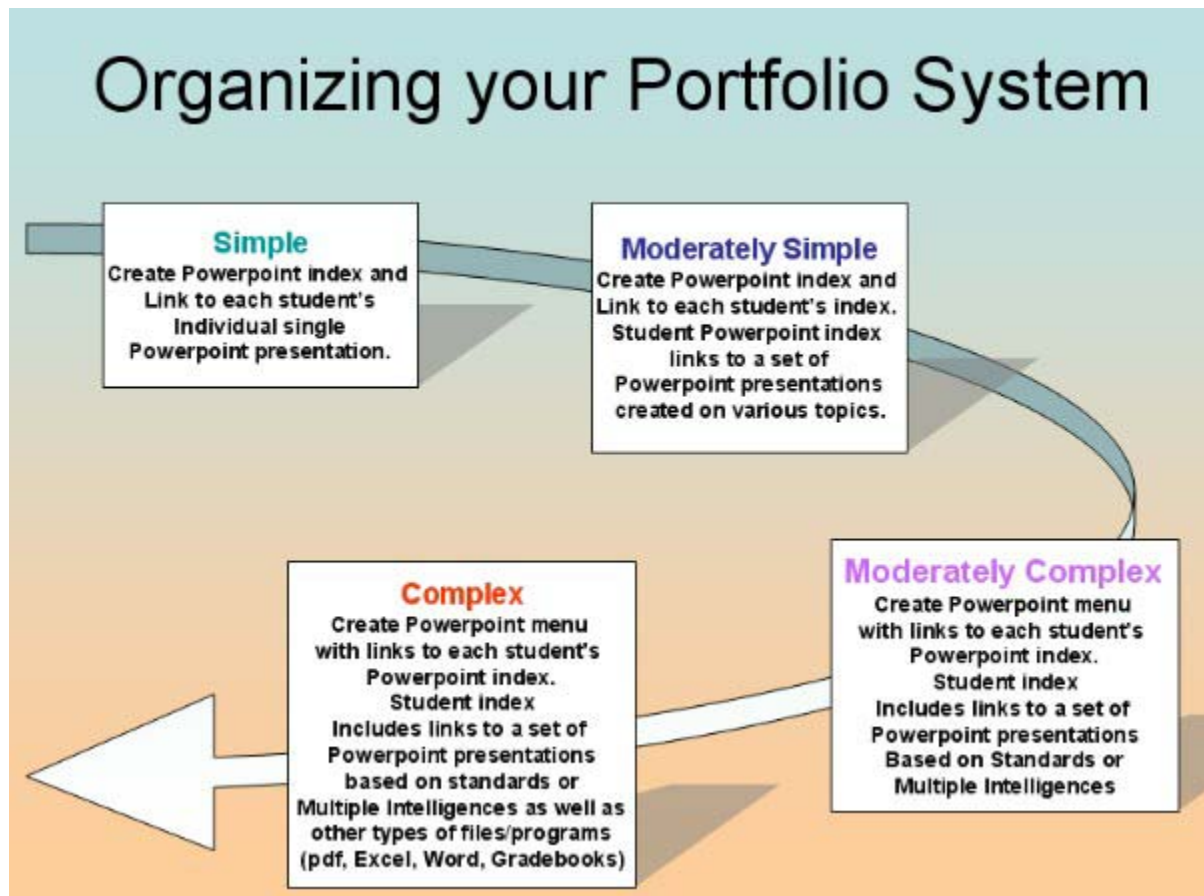 Organizing your Portfolio System
Simple
Create Powerpoint index and
Link to each student's
Individual single
Powerpoint presentation.
Moderately Simple
Create Powerpoint index and
Link to each student's index.
Student Powerpoint index
links to a set of
Powerpoint presentations
created on various topics.
Moderately Complex
Create Powerpoint menu
with links to each student's
Powerpoint index.
Student index
Includes links to a set of
Powerpoint presentations
Based on Standards or
Multiple Intelligences
Complex
Create Powerpoint menu
with links to each student's
Powerpoint index.
Student index
Includes links to a set of
Powerpoint presentations
based on standards or
Multiple Intelligences as well as
other types of files/programs
(pdf, Excel, Word, Gradebooks)